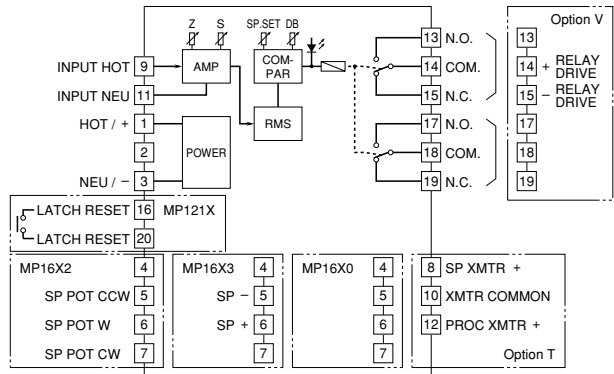 Z S SP.SET DB
Option V
INPUT HOT 9 AMP COM-PAR 13 N.O. 13
14 COM. 14 + RELAY DRIVE
INPUT NEU 11 15 N.C. 15 − RELAY DRIVE
HOT / + 1 POWER RMS 17 N.O. 17
2 18 COM. 18
NEU / − 3 19 N.C. 19
LATCH RESET 16 MP121X
LATCH RESET 20
MP16X2 4 MP16X3 4 MP16X0 4 8 SP XMTR +
SP POT CCW 5 SP − 5 5 10 XMTR COMMON
SP POT W 6 SP + 6 6 12 PROC XMTR +
SP POT CW 7 7 7 Option T